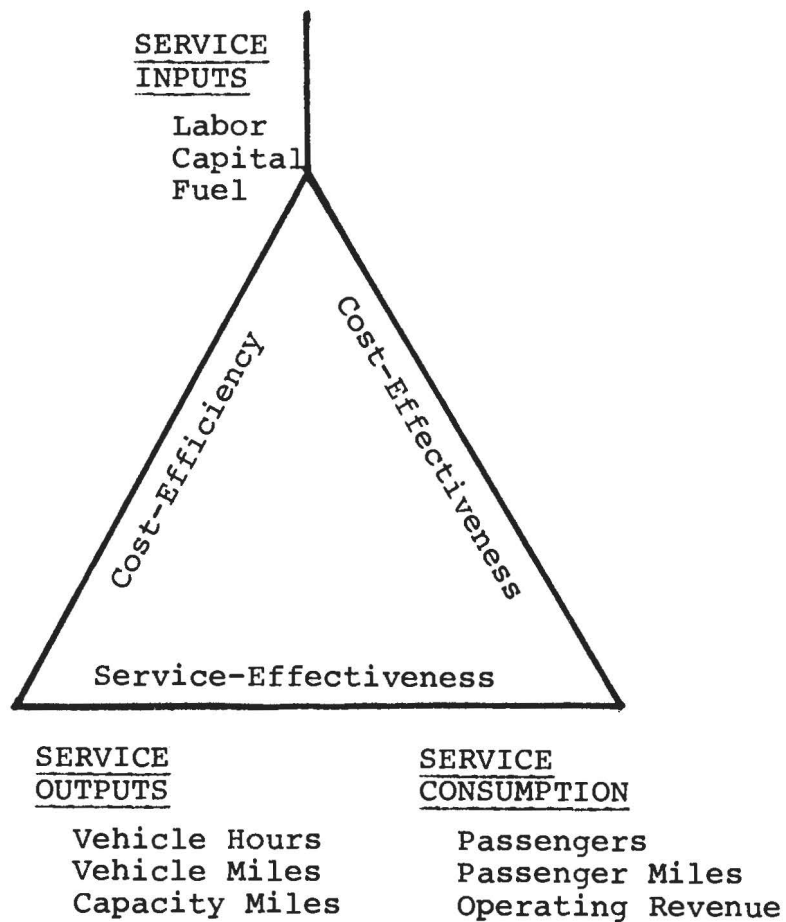 SERVICE
INPUTS
Labor
Capital
Fuel
Cost-Efficiency
Cost-Effectiveness
Service-Effectiveness
SERVICE
OUTPUTS
Vehicle Hours
Vehicle Miles
Capacity Miles
SERVICE
CONSUMPTION
Passengers
Passenger Miles
Operating Revenue